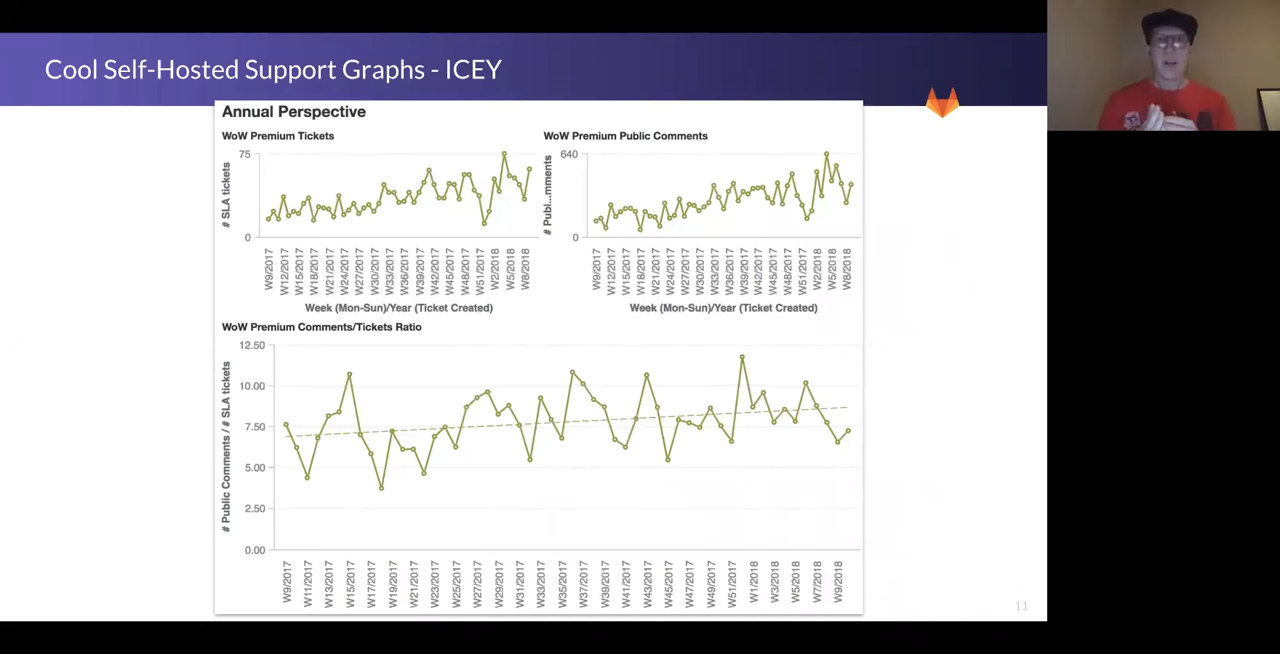 Cool Self-Hosted Support Graphs - ICEY
Annual Perspective
WoW Premium Tickets
75
0
# SLA tickets
W9/2017 W12/2017 W15/2017 W18/2017 W21/2017 W24/2017 W27/2017 W30/2017 W33/2017 W36/2017 W39/2017 W42/2017 W45/2017 W48/2017 W51/2017 W2/2018 W5/2018 W8/2018
Week (Mon-Sun)/Year (Ticket Created)
WoW Premium Public Comments
640
0
# Publ...mments
W9/2017 W12/2017 W15/2017 W18/2017 W21/2017 W24/2017 W27/2017 W30/2017 W33/2017 W36/2017 W39/2017 W42/2017 W45/2017 W48/2017 W51/2017 W2/2018 W5/2018 W8/2018
Week (Mon-Sun)/Year (Ticket Created)
WoW Premium Comments/Tickets Ratio
12.50
10.00
7.50
5.00
2.50
0.00
# Public Comments / # SLA tickets
W9/2017 W11/2017 W13/2017 W15/2017 W17/2017 W19/2017 W21/2017 W23/2017 W25/2017 W27/2017 W29/2017 W31/2017 W33/2017 W35/2017 W37/2017 W39/2017 W41/2017 W43/2017 W45/2017 W47/2017 W49/2017 W51/2017 W1/2018 W3/2018 W5/2018 W7/2018 W9/2018
11